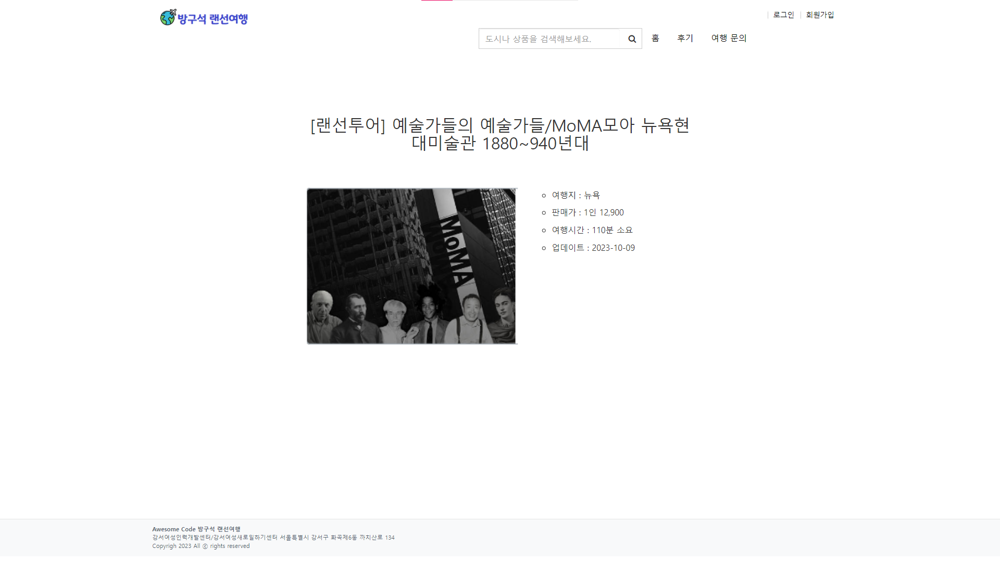 방구석 랜선여행
로그인
회원가입
도시나 상품을 검색해보세요.
홈
후기
여행 문의
[랜선투어] 예술가들의 예술가들/MoMA모아 뉴욕현
대미술관 1880~940년대
MoMA
여행지 : 뉴욕
판매가 : 1인 12,900
여행시간 : 110분 소요
업데이트 : 2023-10-09
Awesome Code 방구석 랜선여행
강서여성인력개발센터/강서여성새로일하기센터 서울특별시 강서구 화곡제6동 까치산로 134
Copyrigh 2023 All ⓒ rights reserved